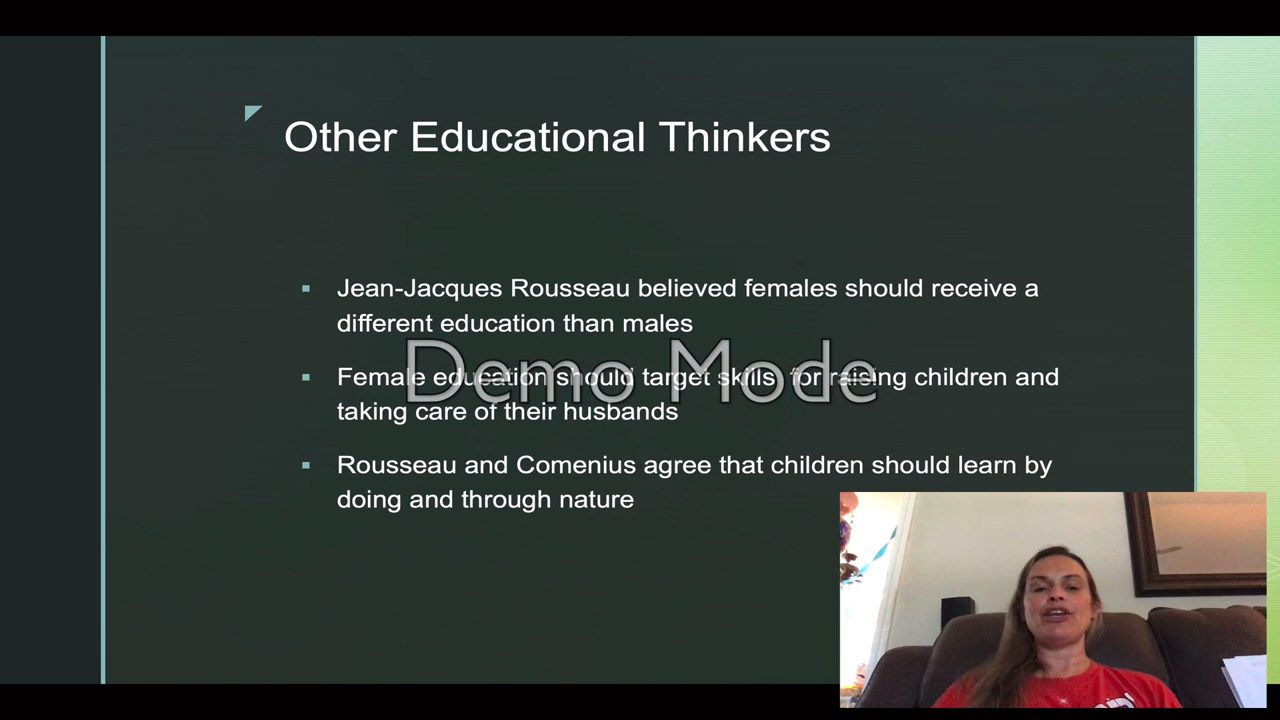 Other Educational Thinkers
Jean-Jacques Rousseau believed females should receive a
different education than males
Demo Mode
Female education should target skills for raising children and
taking care of their husbands
Rousseau and Comenius agree that children should learn by
doing and through nature